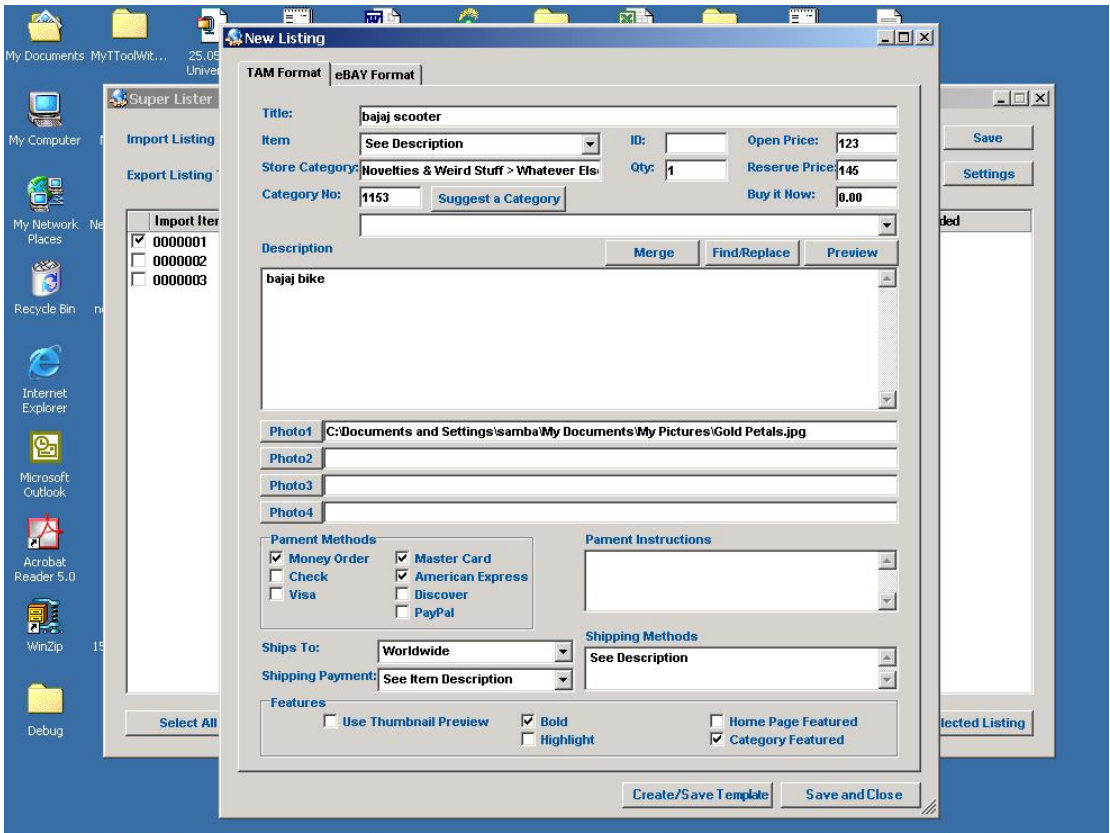 My Documents
MyTToolWit...
25.05
Univer
My Computer
My Network Places
Ne
Recycle Bin
Internet Explorer
Microsoft Outlook
Acrobat Reader 5.0
WinZip
15
Debug
Super Lister
Import Listing
Export Listing
Save
Settings
Import Iter
ded
0000001
0000002
0000003
Select All
lected Listing
New Listing
TAM Format
eBAY Format
Title: bajaj scooter
Item See Description ID: Open Price: 123
Store Category: Novelties & Weird Stuff > Whatever Els Qty: 1 Reserve Price: 145
Category No: 1153 Suggest a Category Buy it Now: 0.00
Description Merge Find/Replace Preview
bajaj bike
Photo1 C:\Documents and Settings\samba\My Documents\My Pictures\Gold Petals.jpg
Photo2
Photo3
Photo4
Pament Methods
Money Order Master Card
Check American Express
Visa Discover
PayPal
Pament Instructions
Ships To: Worldwide
Shipping Payment: See Item Description
Shipping Methods
See Description
Features
Use Thumbnail Preview Bold Home Page Featured
Highlight Category Featured
Create/Save Template Save and Close